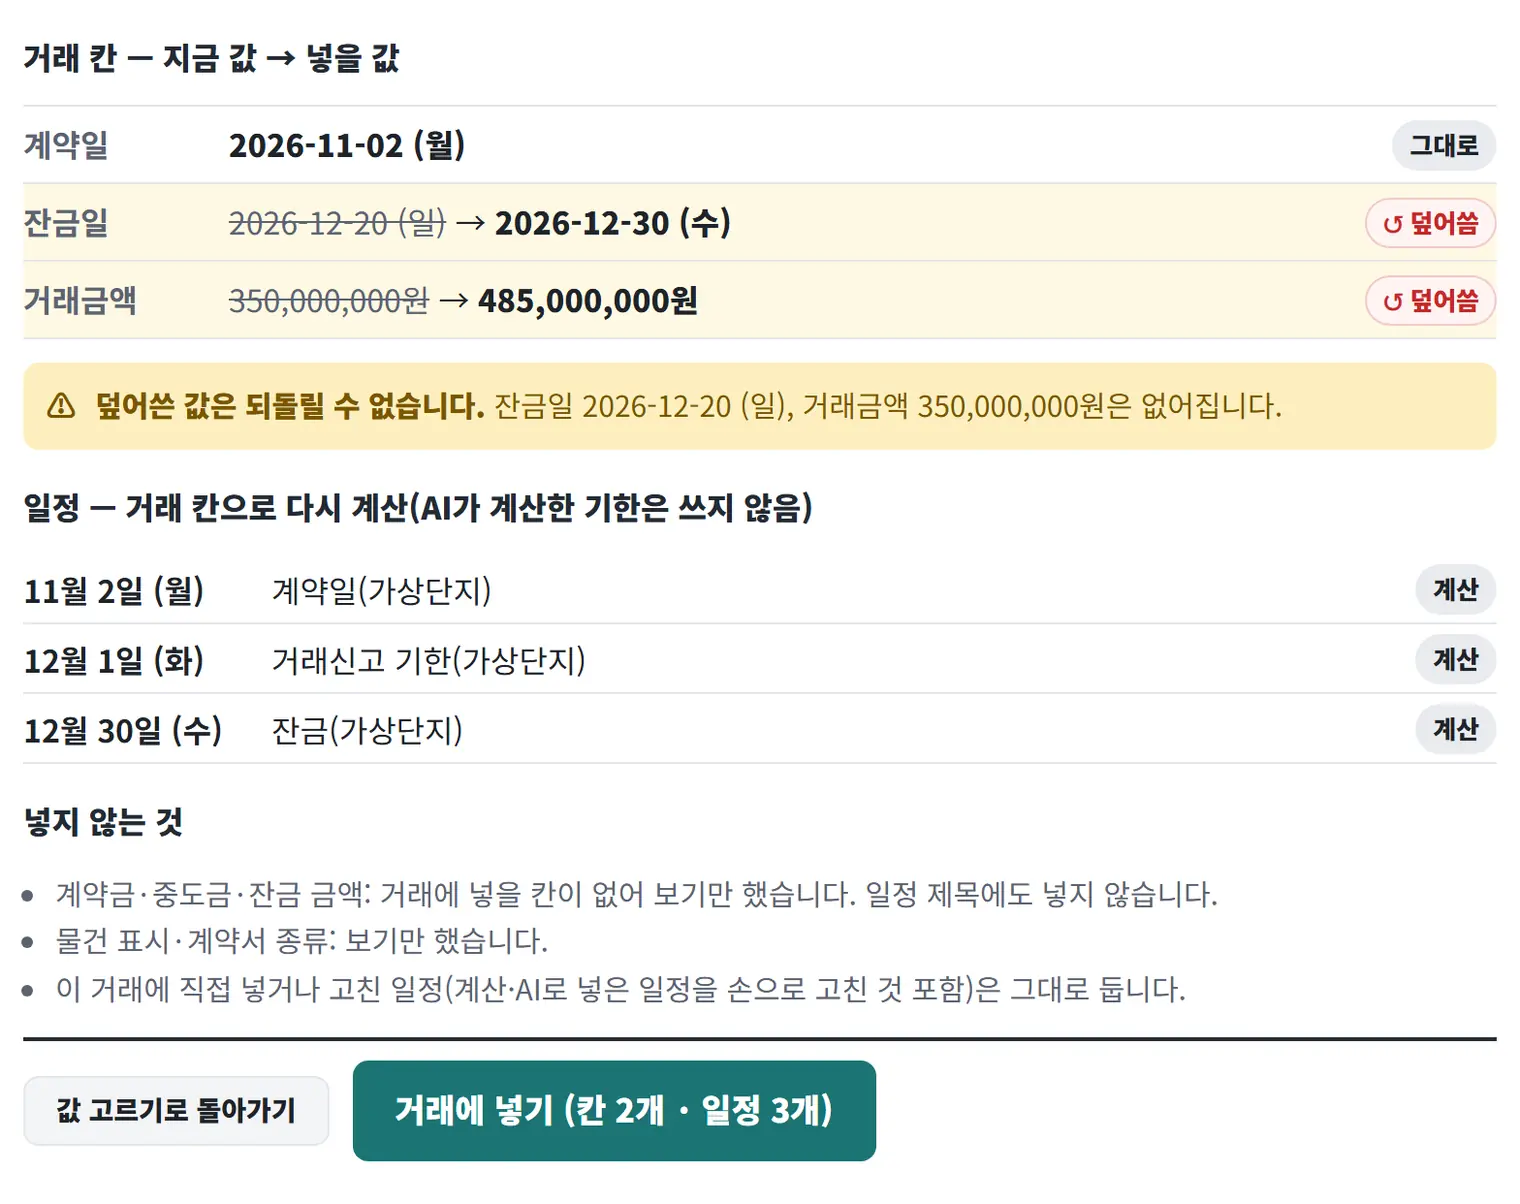 거래 칸 — 지금 값 → 넣을 값
계약일 2026-11-02 (월) 그대로
잔금일 2026-12-20 (일) → 2026-12-30 (수) ↺ 덮어씀
거래금액 350,000,000원 → 485,000,000원 ↺ 덮어씀
⚠ 덮어쓴 값은 되돌릴 수 없습니다. 잔금일 2026-12-20 (일), 거래금액 350,000,000원은 없어집니다.
일정 — 거래 칸으로 다시 계산(AI가 계산한 기한은 쓰지 않음)
11월 2일 (월) 계약일(가상단지) 계산
12월 1일 (화) 거래신고 기한(가상단지) 계산
12월 30일 (수) 잔금(가상단지) 계산
넣지 않는 것
• 계약금·중도금·잔금 금액: 거래에 넣을 칸이 없어 보기만 했습니다. 일정 제목에도 넣지 않습니다.
• 물건 표시·계약서 종류: 보기만 했습니다.
• 이 거래에 직접 넣거나 고친 일정(계산·AI로 넣은 일정을 손으로 고친 것 포함)은 그대로 둡니다.
값 고르기로 돌아가기 거래에 넣기 (칸 2개 · 일정 3개)